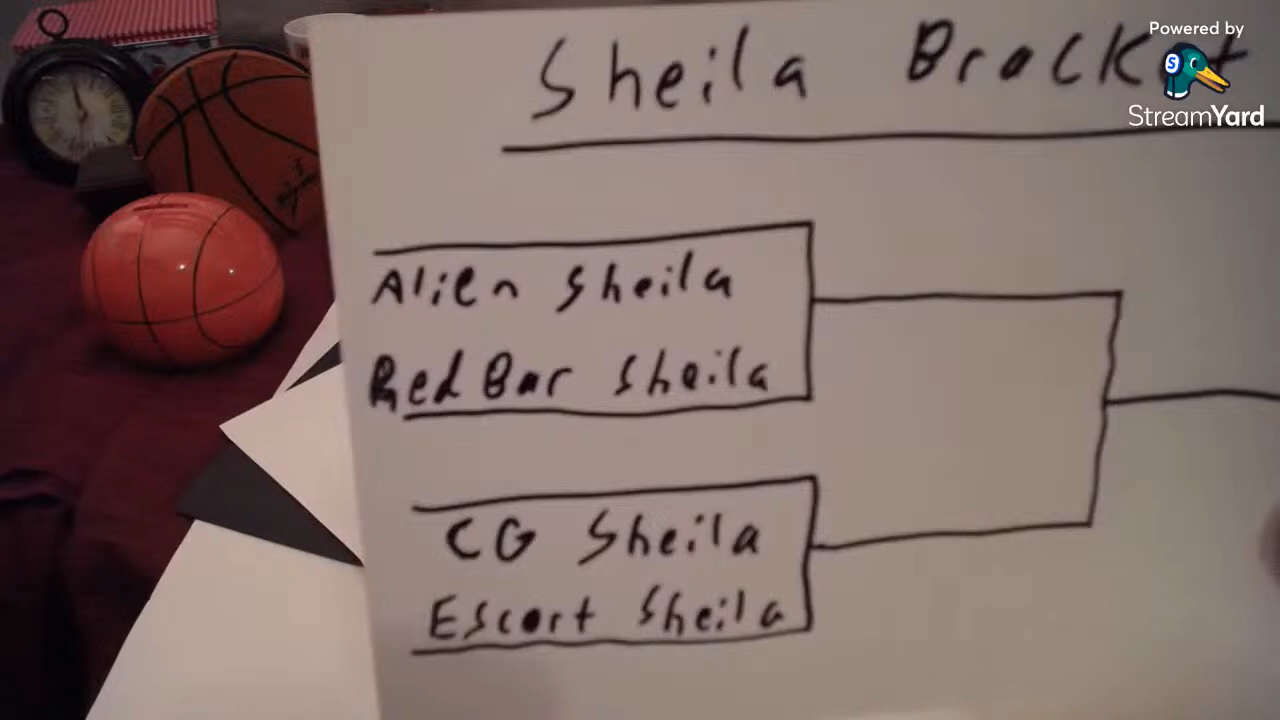 Powered by
StreamYard
Sheila Bracket
Alien Sheila
Red Bar Sheila
CG Sheila
Escort Sheila